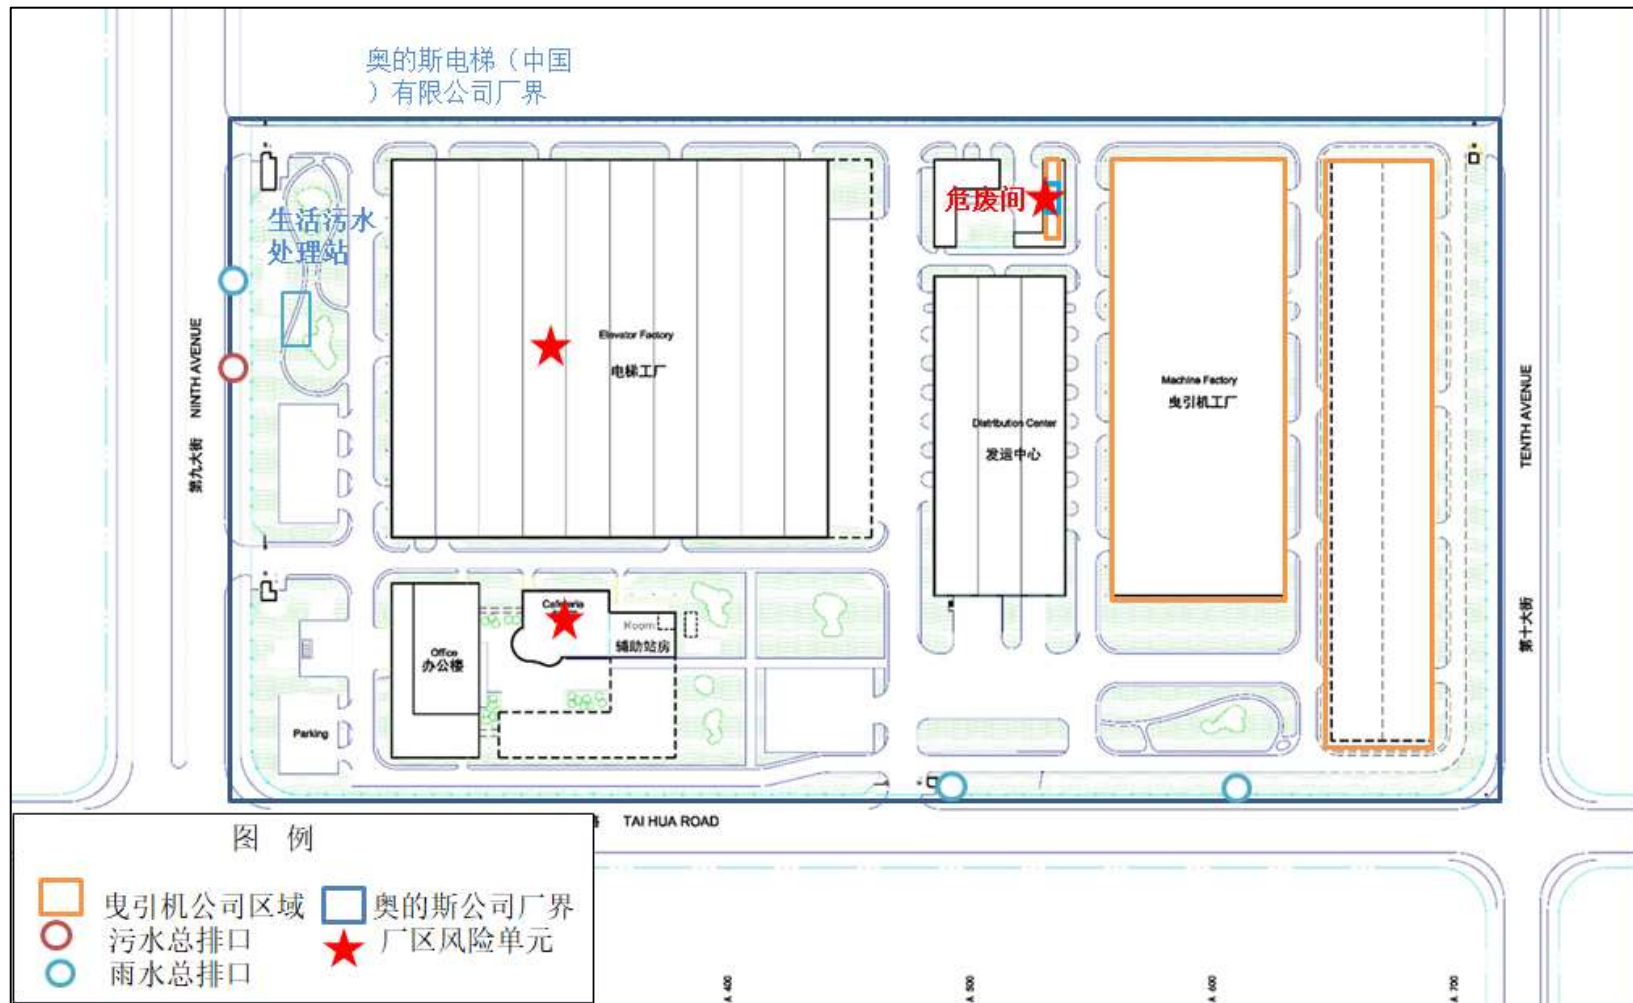 奥的斯电梯（中国
）有限公司厂界
生活污水
处理站
危废间
Elevator Factory
电梯工厂
Machine Factory
曳引机工厂
Distribution Center
发运中心
第九大街 NINTH AVENUE
TENTH AVENUE
第十大街
Cafeteria
Room
辅助站房
Office
办公楼
Parking
TAI HUA ROAD
图 例
曳引机公司区域
奥的斯公司厂界
污水总排口
厂区风险单元
雨水总排口
A 400
A 500
A 600
A 700